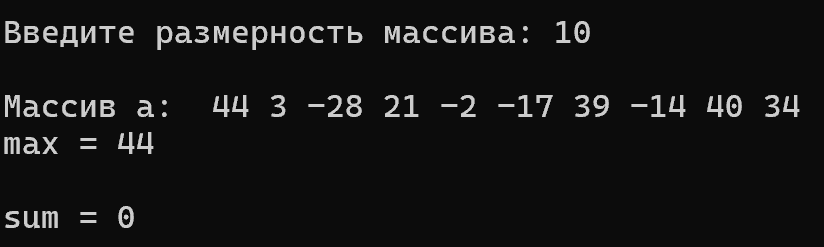 Введите размерность массива: 10
Массив a:  44 3 -28 21 -2 -17 39 -14 40 34
max = 44
sum = 0